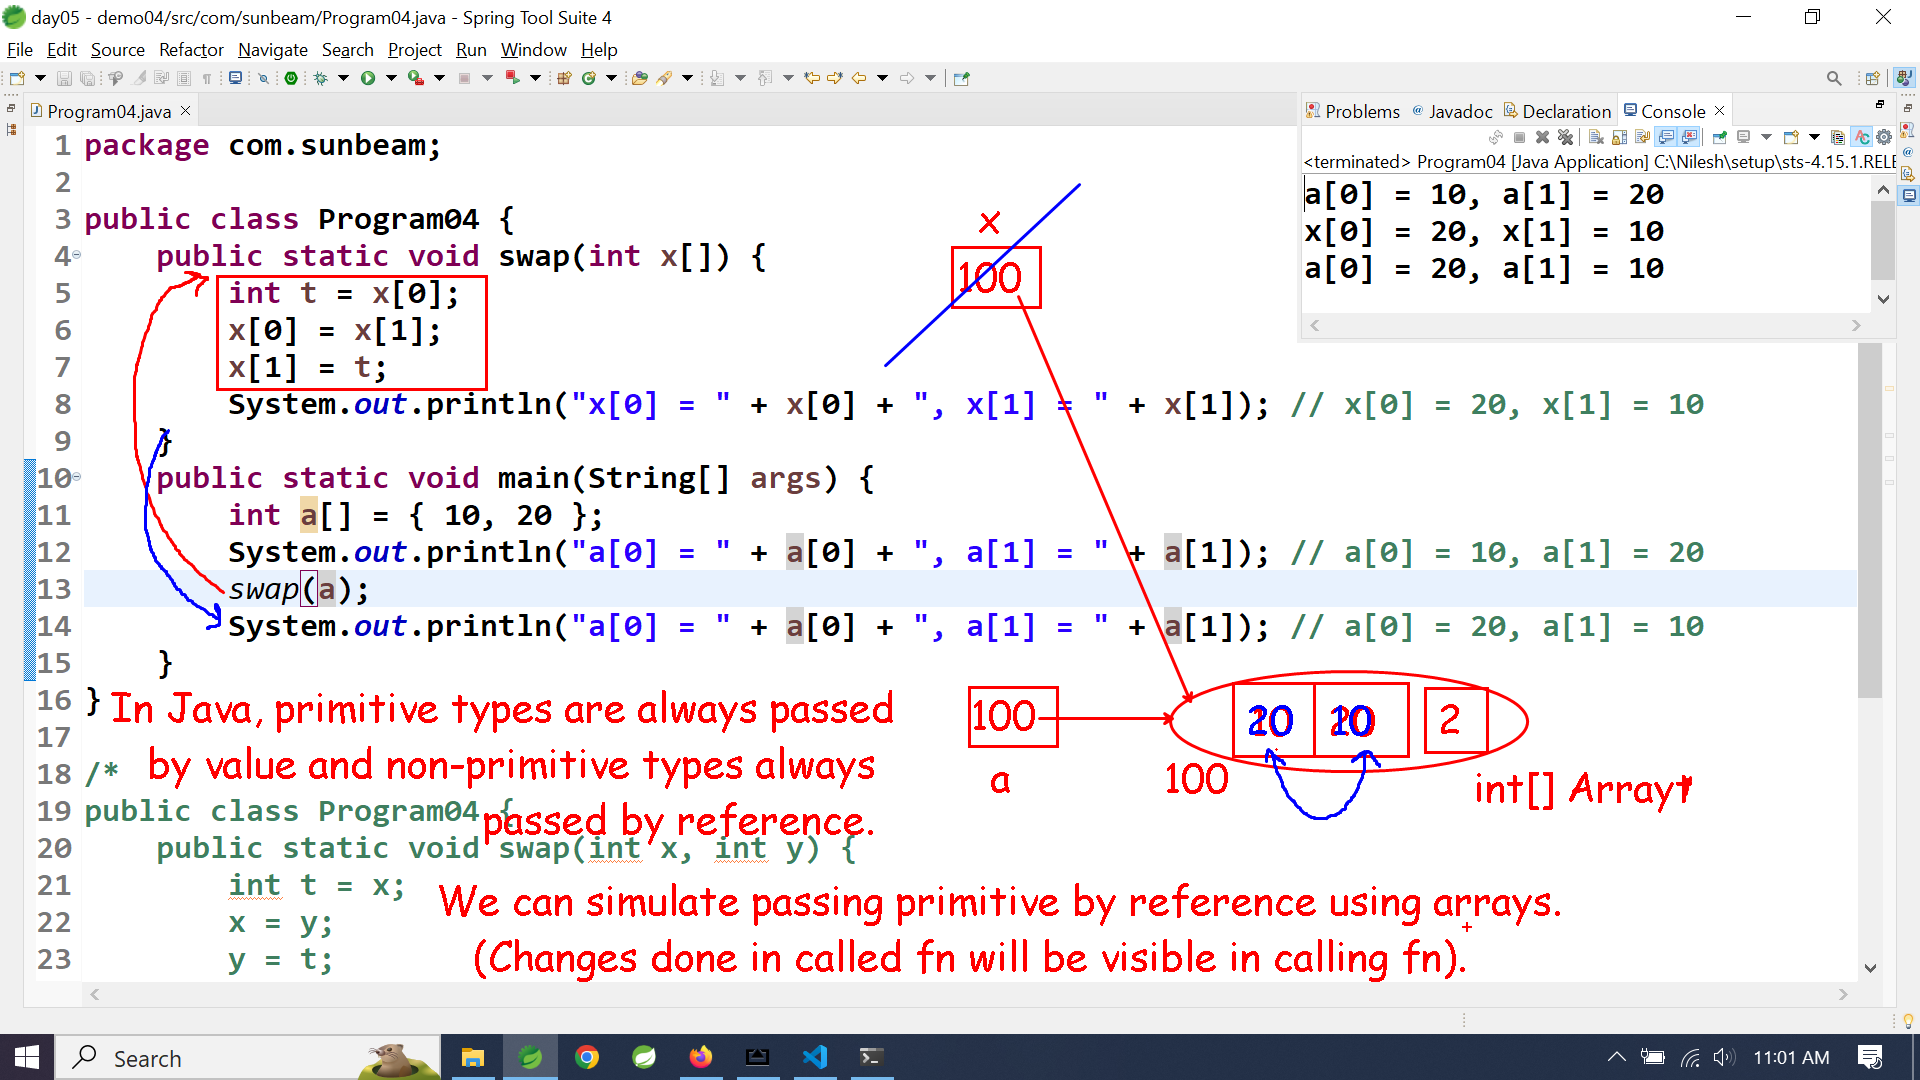 day05 - demo04/src/com/sunbeam/Program04.java - Spring Tool Suite 4
File Edit Source Refactor Navigate Search Project Run Window Help
Program04.java
1 package com.sunbeam;
2
3 public class Program04 {
4 public static void swap(int x[]) {
5 int t = x[0];
6 x[0] = x[1];
7 x[1] = t;
8 System.out.println("x[0] = " + x[0] + ", x[1] = " + x[1]); // x[0] = 20, x[1] = 10
9 }
10 public static void main(String[] args) {
11 int a[] = { 10, 20 };
12 System.out.println("a[0] = " + a[0] + ", a[1] = " + a[1]); // a[0] = 10, a[1] = 20
13 swap(a);
14 System.out.println("a[0] = " + a[0] + ", a[1] = " + a[1]); // a[0] = 20, a[1] = 10
15 }
16 }
17
18 /*
19 public class Program04 {
20 public static void swap(int x, int y) {
21 int t = x;
22 x = y;
23 y = t;
Problems Javadoc Declaration Console
<terminated> Program04 [Java Application] C:\Nilesh\setup\sts-4.15.1.RELE
a[0] = 10, a[1] = 20
x[0] = 20, x[1] = 10
a[0] = 20, a[1] = 10
x
100
In Java, primitive types are always passed
by value and non-primitive types always
passed by reference.
100
a
20 10 2
100
int[] Array
We can simulate passing primitive by reference using arrays.
(Changes done in called fn will be visible in calling fn).
Search
11:01 AM